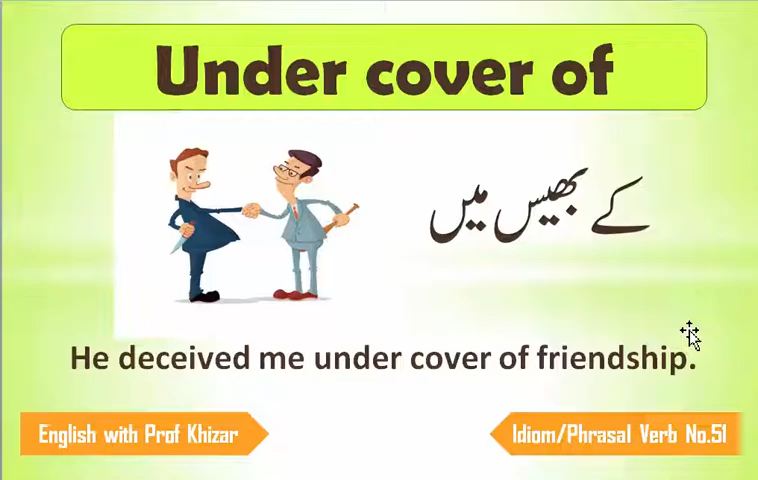 Under cover of
کے بھیس میں
He deceived me under cover of friendship.
English with Prof Khizar
Idiom/Phrasal Verb No.51